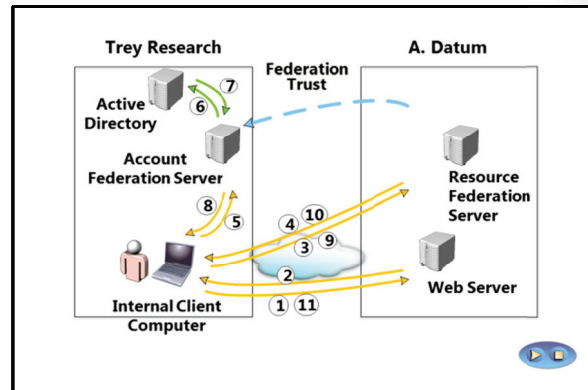 Trey Research
A. Datum
Federation
Trust
7
6
Active
Directory
Account
Federation Server
Resource
Federation
Server
8
5
4
10
3
9
2
Web Server
1
11
Internal Client
Computer